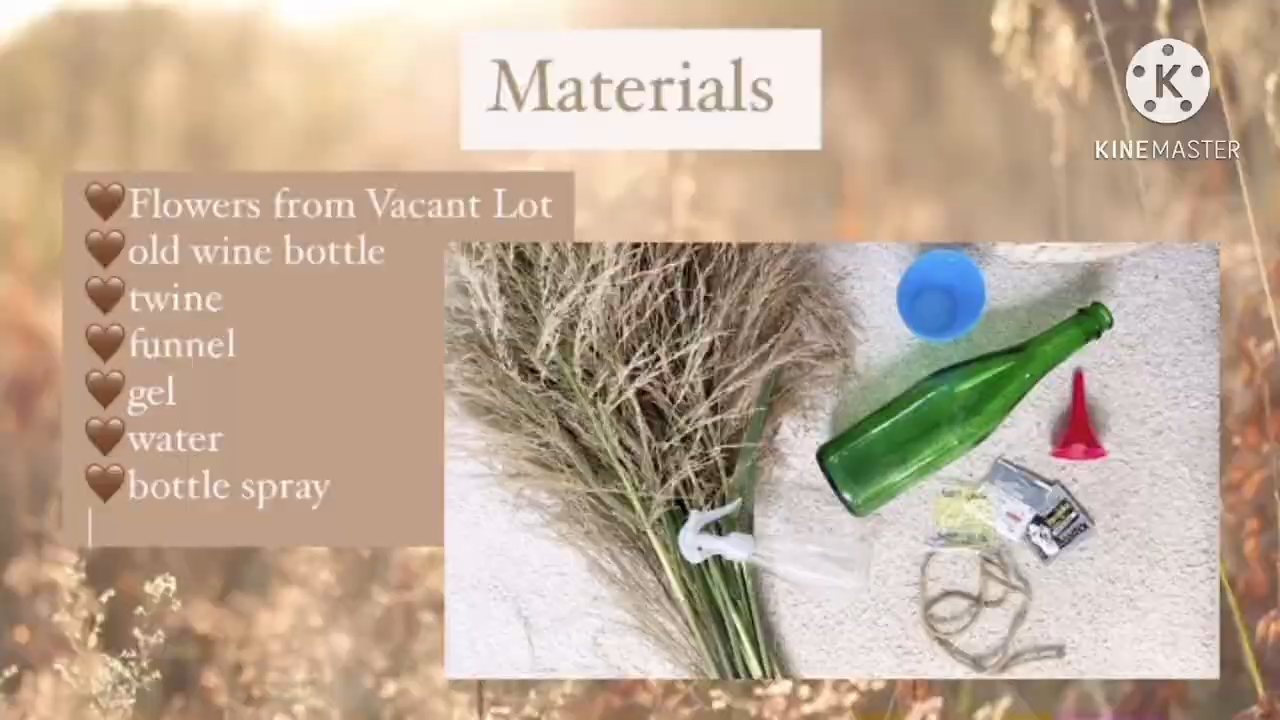 Materials
K
KINEMASTER
🤎Flowers from Vacant Lot
🤎old wine bottle
🤎twine
🤎funnel
🤎gel
🤎water
🤎bottle spray